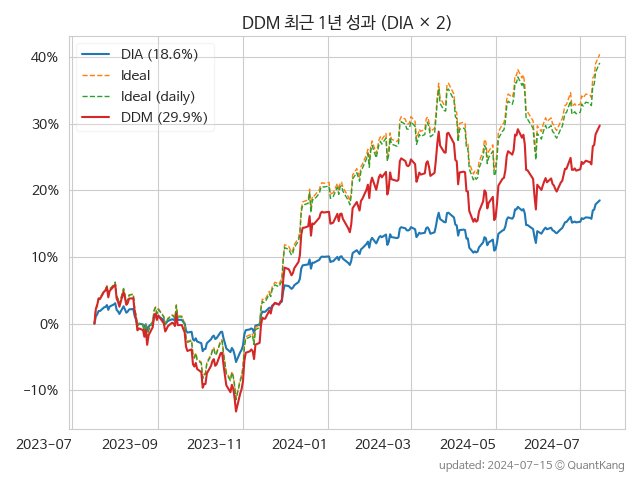 DDM 최근 1년 성과 (DIA × 2)
DIA (18.6%)
Ideal
Ideal (daily)
DDM (29.9%)
40%
30%
20%
10%
0%
−10%
2023−07 2023−09 2023−11 2024−01 2024−03 2024−05 2024−07
updated: 2024-07-15 © QuantKang